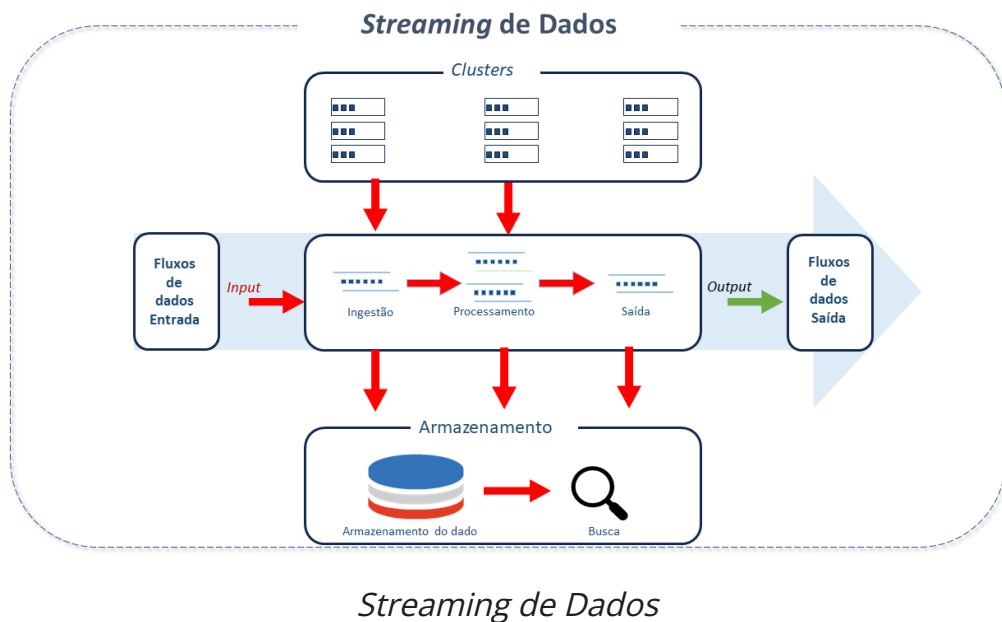 Streaming de Dados
Clusters
Fluxos
de
dados
Entrada
Input
Ingestão
Processamento
Saída
Output
Fluxos
de
dados
Saída
Armazenamento
Armazenamento do dado
Busca
Streaming de Dados